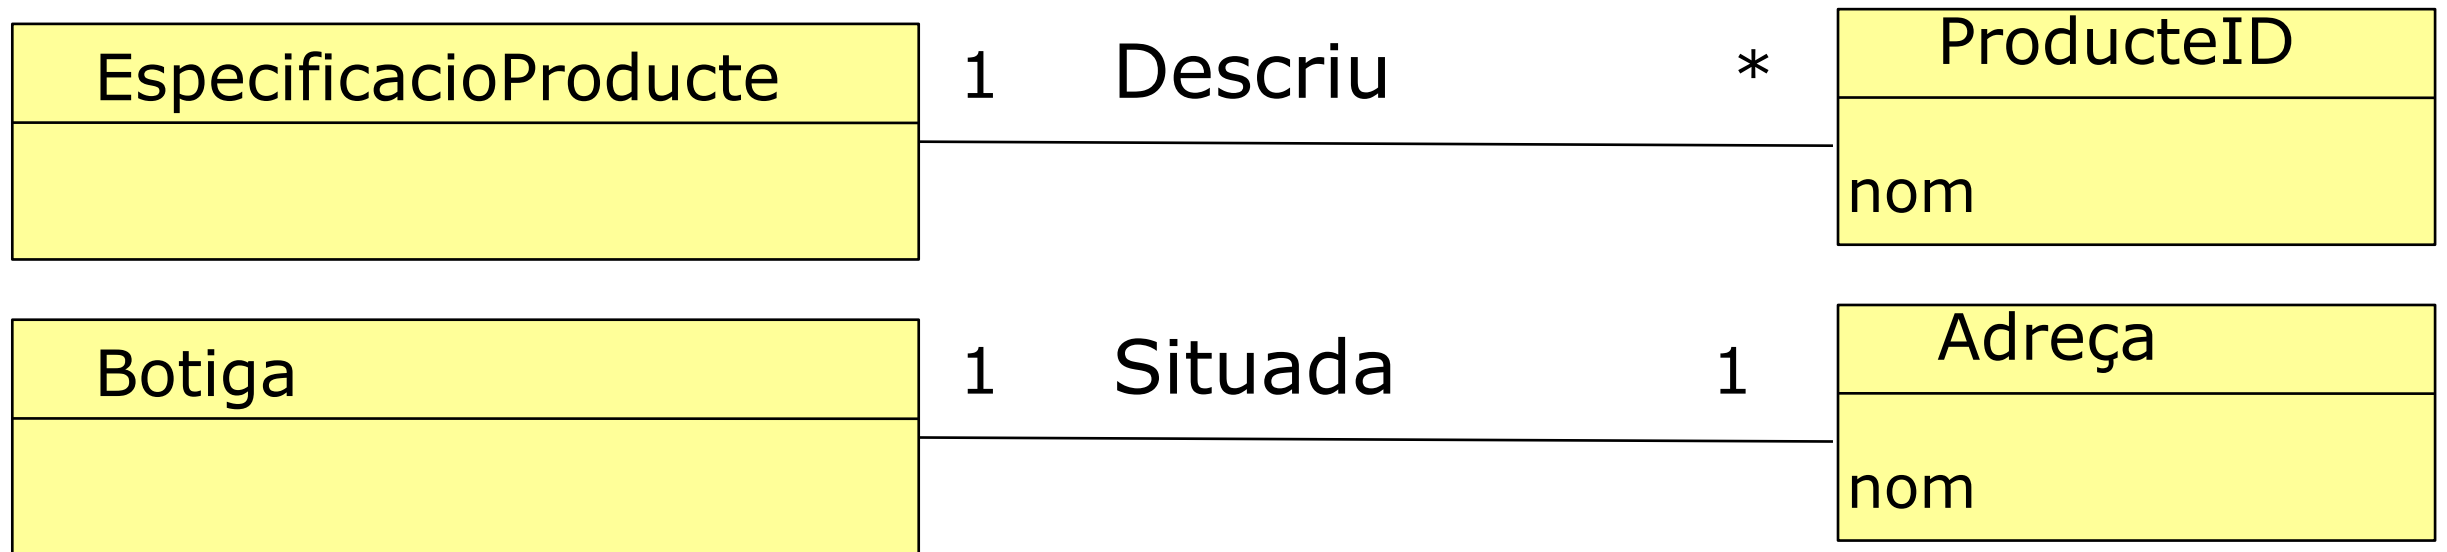 EspecificacioProducte
1 Descriu *
ProducteID
nom
Botiga
1 Situada 1
Adreça
nom